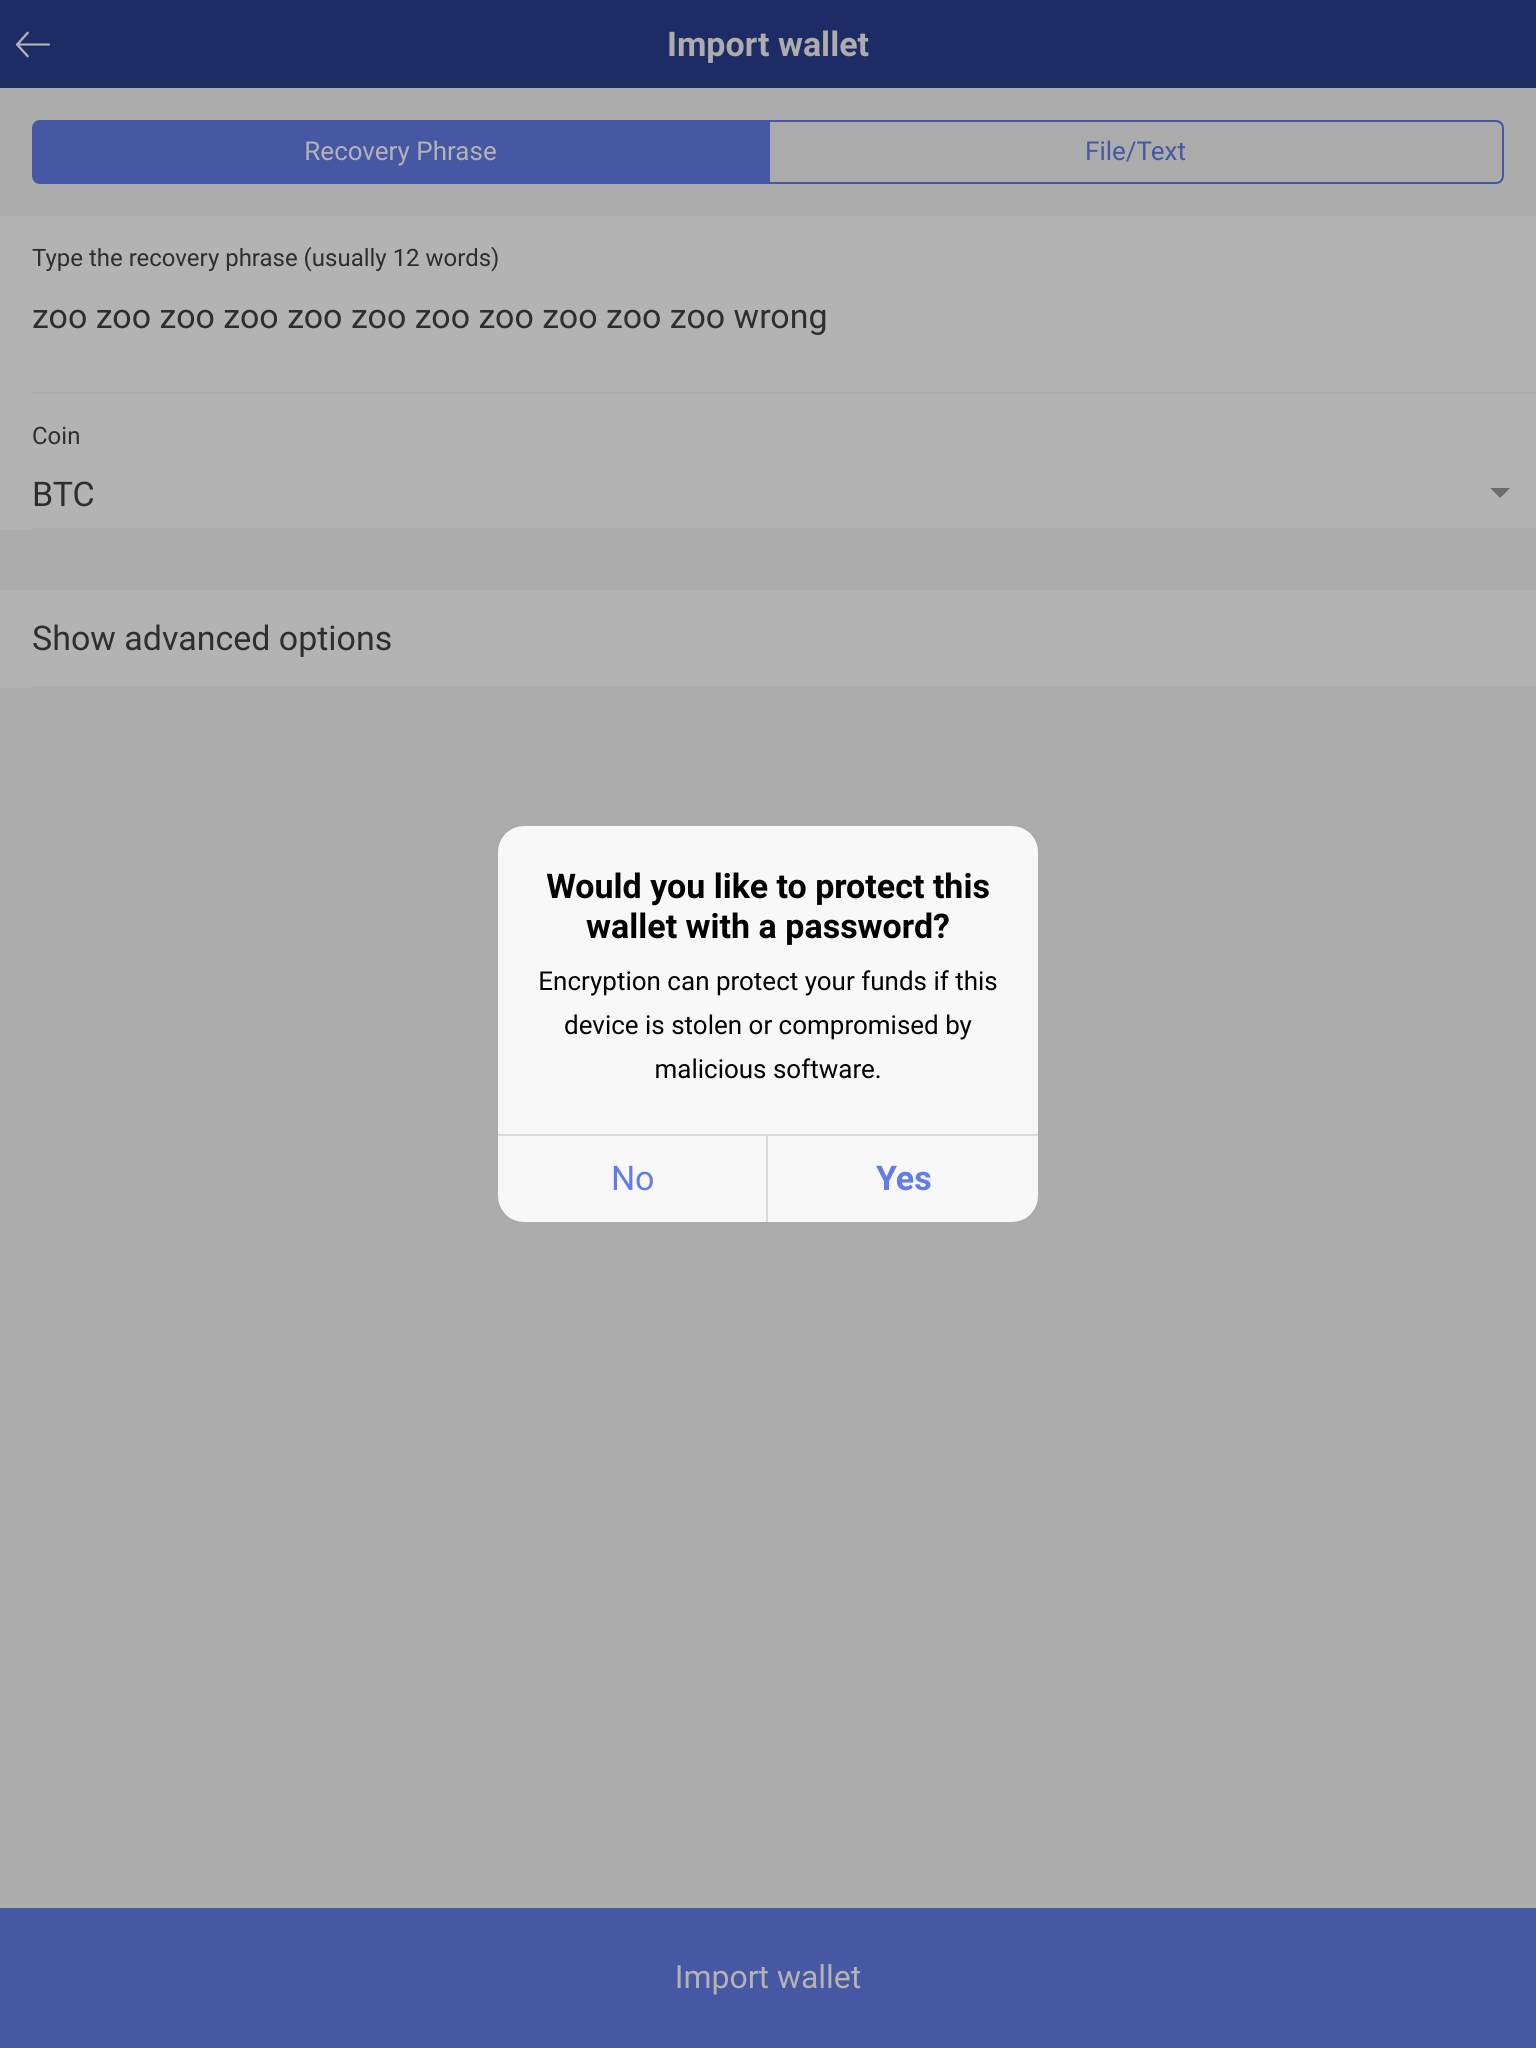 Import wallet
Recovery Phrase
File/Text
Type the recovery phrase (usually 12 words)
zoo zoo zoo zoo zoo zoo zoo zoo zoo zoo zoo wrong
Coin
BTC
Show advanced options
Would you like to protect this
wallet with a password?
Encryption can protect your funds if this
device is stolen or compromised by
malicious software.
No
Yes
Import wallet